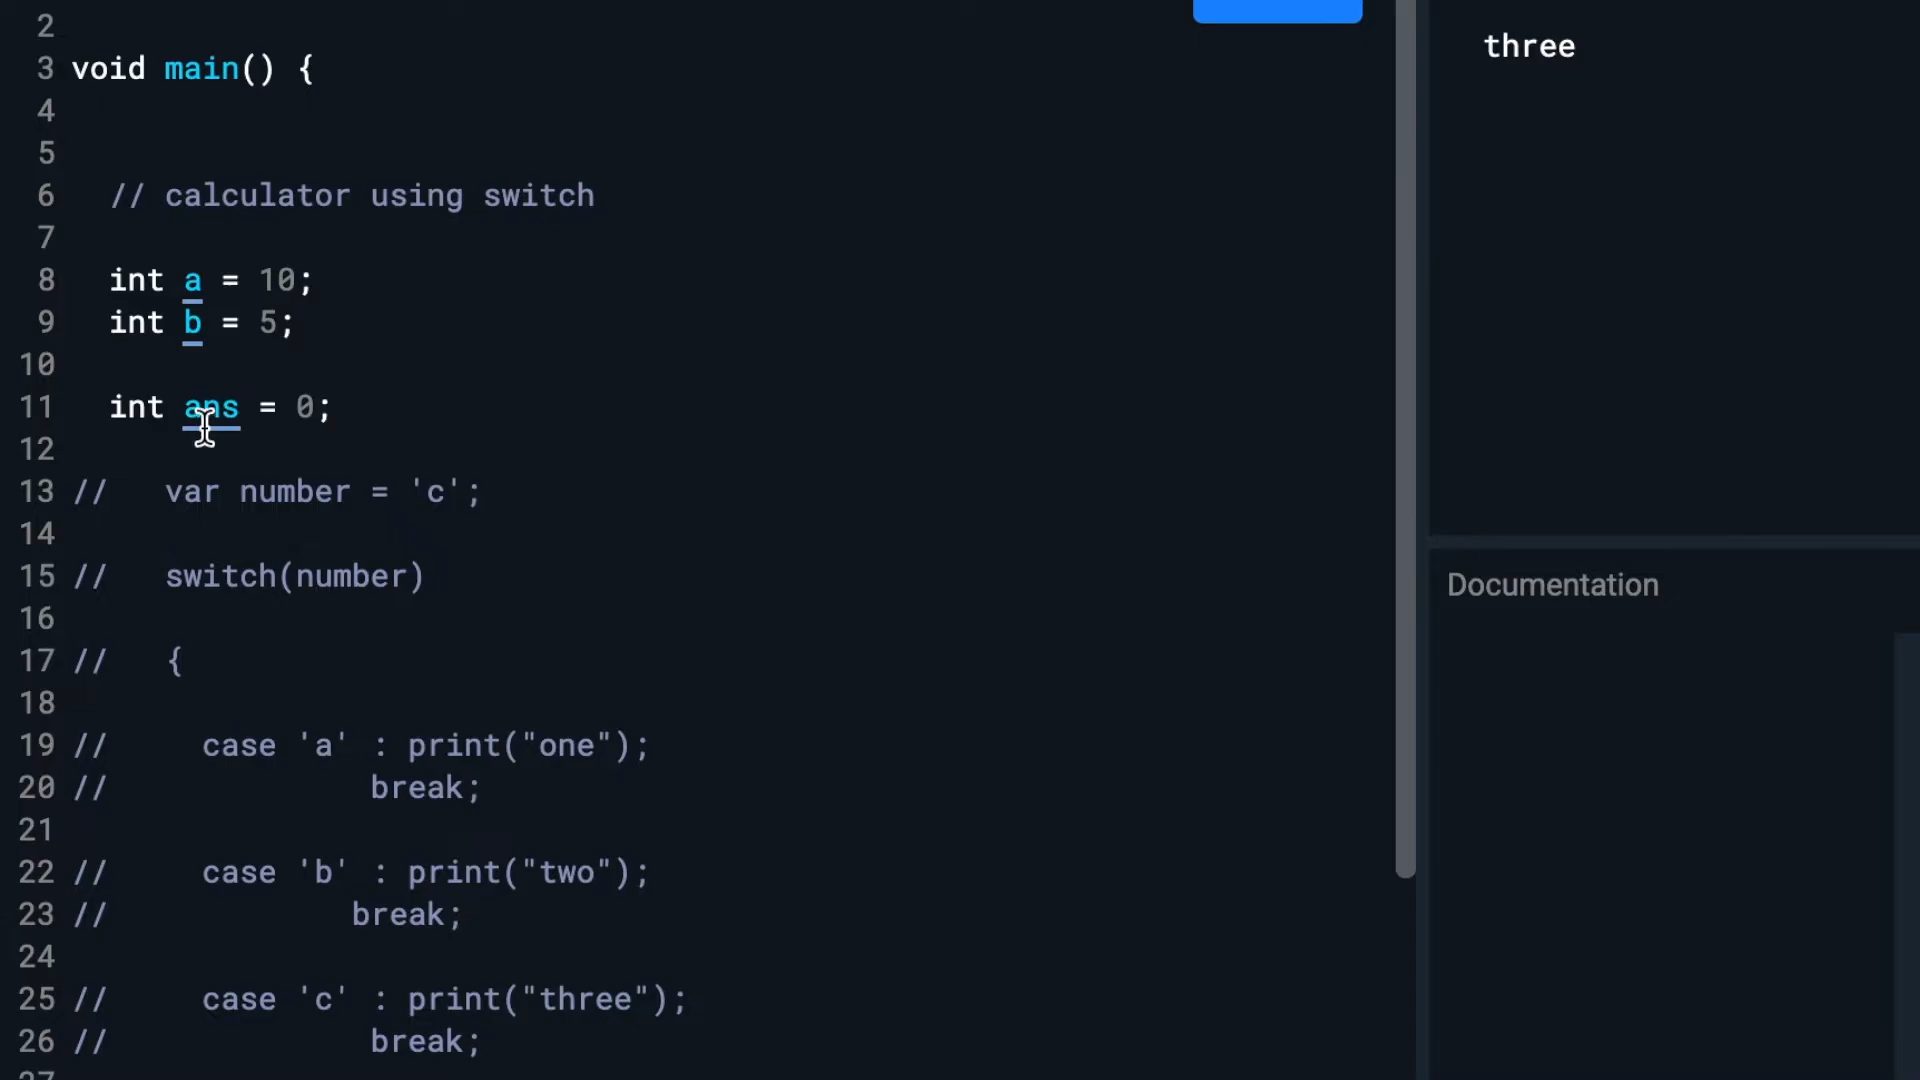 2
3 void main() {
4
5
6 // calculator using switch
7
8 int a = 10;
9 int b = 5;
10
11 int ans = 0;
12
13 // var number = 'c';
14
15 // switch(number)
16
17 // {
18
19 // case 'a' : print("one");
20 // break;
21
22 // case 'b' : print("two");
23 // break;
24
25 // case 'c' : print("three");
26 // break;
27
three
Documentation